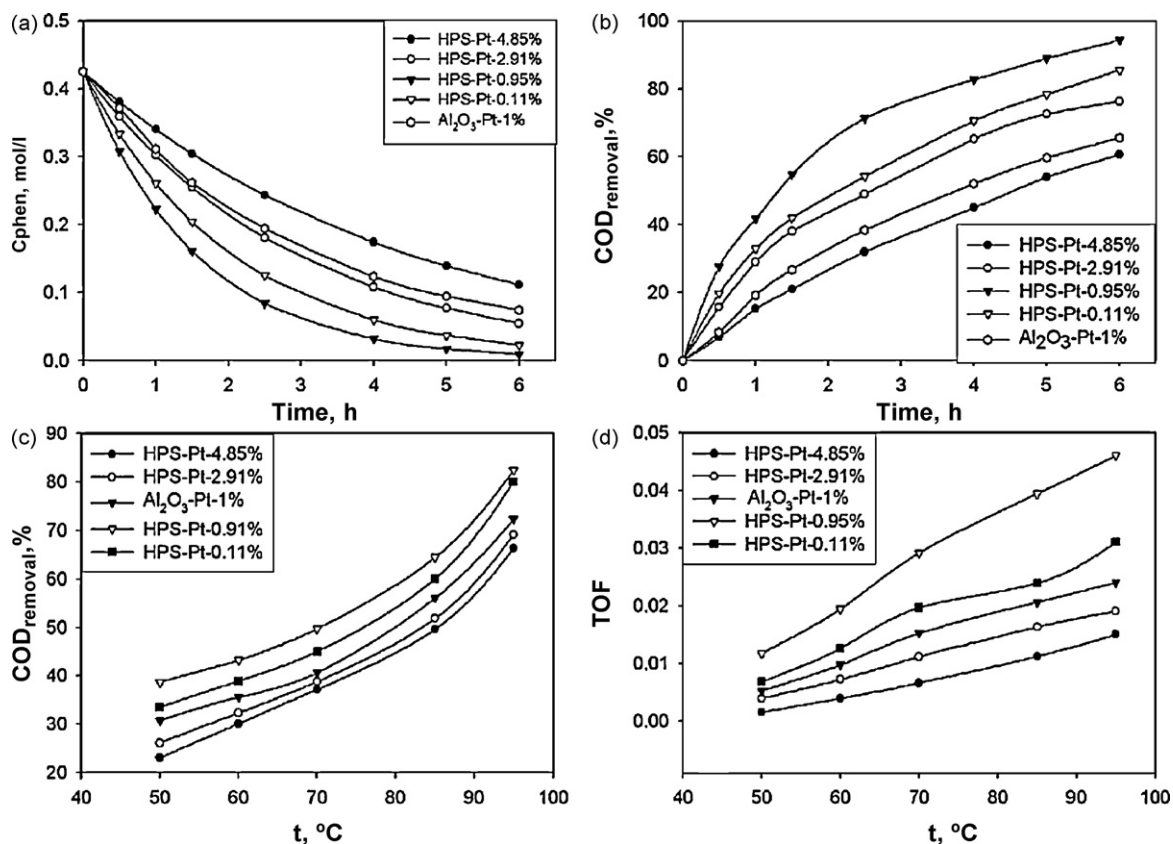 (a)
0.5
0.4
0.3
0.2
0.1
0.0
Cphen, mol/l
HPS-Pt-4.85%
HPS-Pt-2.91%
HPS-Pt-0.95%
HPS-Pt-0.11%
Al₂O₃-Pt-1%
0 1 2 3 4 5 6
Time, h
(b)
100
80
60
40
20
0
CODremoval,%
HPS-Pt-4.85%
HPS-Pt-2.91%
HPS-Pt-0.95%
HPS-Pt-0.11%
Al₂O₃-Pt-1%
0 1 2 3 4 5 6
Time, h
(c)
90
80
70
60
50
40
30
20
CODremoval,%
HPS-Pt-4.85%
HPS-Pt-2.91%
Al₂O₃-Pt-1%
HPS-Pt-0.91%
HPS-Pt-0.11%
40 50 60 70 80 90 100
t, ºC
(d)
0.05
0.04
0.03
0.02
0.01
0.00
TOF
HPS-Pt-4.85%
HPS-Pt-2.91%
Al₂O₃-Pt-1%
HPS-Pt-0.95%
HPS-Pt-0.11%
40 50 60 70 80 90 100
t, ºC